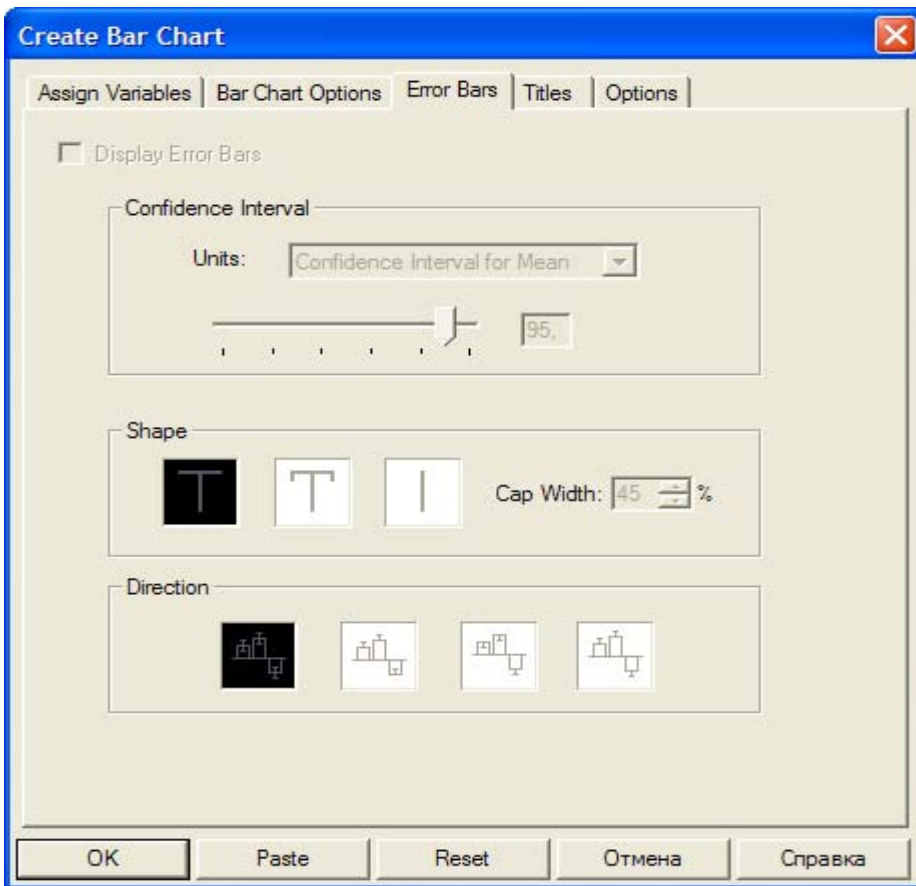 Create Bar Chart
Assign Variables Bar Chart Options Error Bars Titles Options
Display Error Bars
Confidence Interval
Units: Confidence Interval for Mean
95,
Shape
Cap Width: 45 %
Direction
OK Paste Reset Отмена Справка